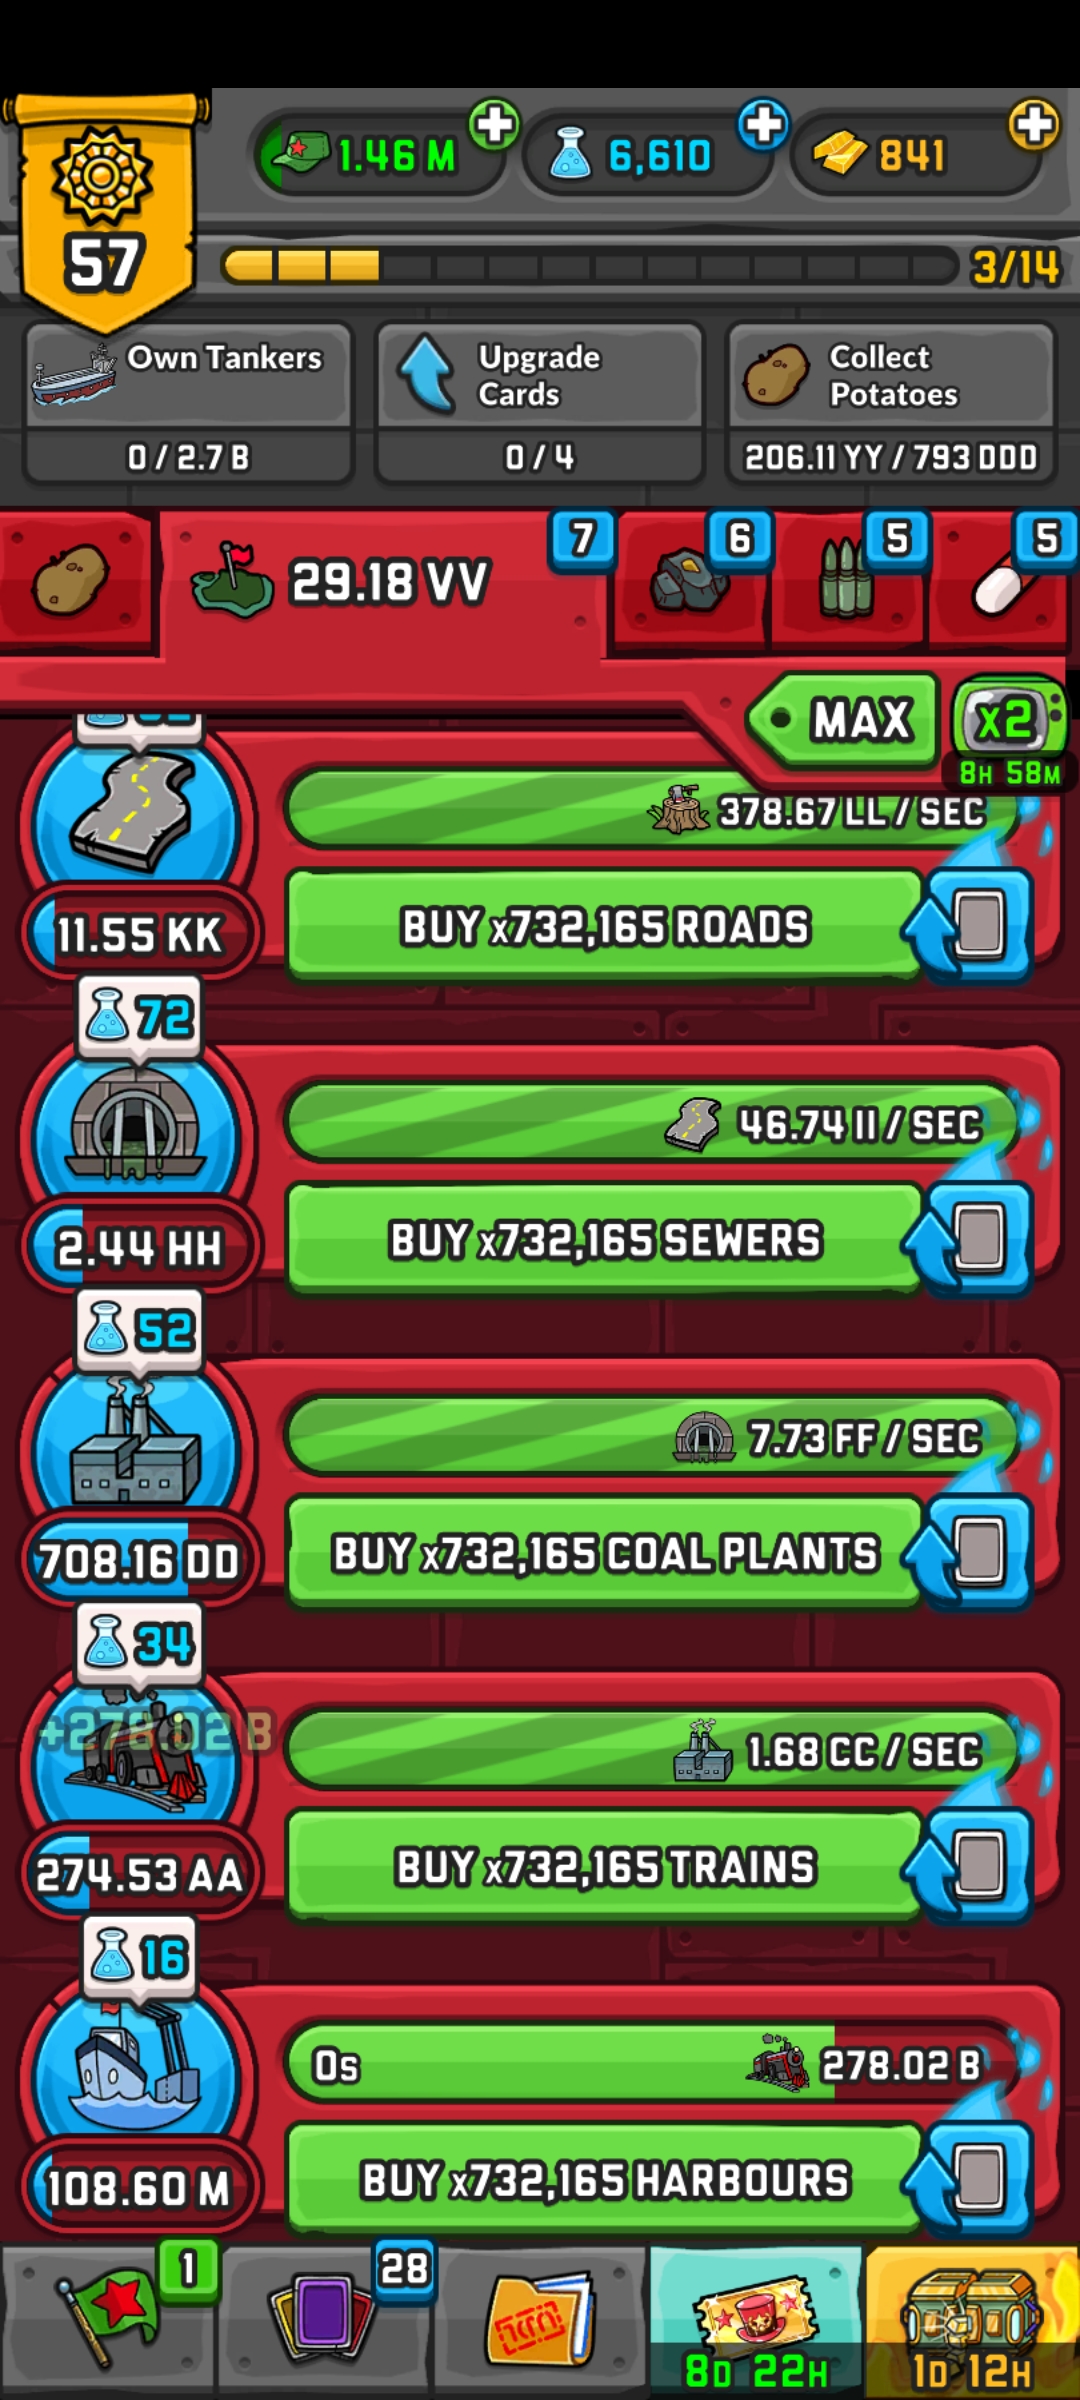 1.46 M
6,610
841
57
3/14
Own Tankers
0 / 2.7 B
Upgrade
Cards
0 / 4
Collect
Potatoes
206.11 YY / 793 DDD
29.18 VV
7
6
5
5
MAX
x2
8H 58M
378.67 LL / SEC
11.55 KK
BUY x732,165 ROADS
72
46.74 II / SEC
2.44 HH
BUY x732,165 SEWERS
52
7.73 FF / SEC
708.16 DD
BUY x732,165 COAL PLANTS
34
+278.02 B
1.68 CC / SEC
274.53 AA
BUY x732,165 TRAINS
16
0s
278.02 B
108.60 M
BUY x732,165 HARBOURS
1
28
8D 22H
1D 12H